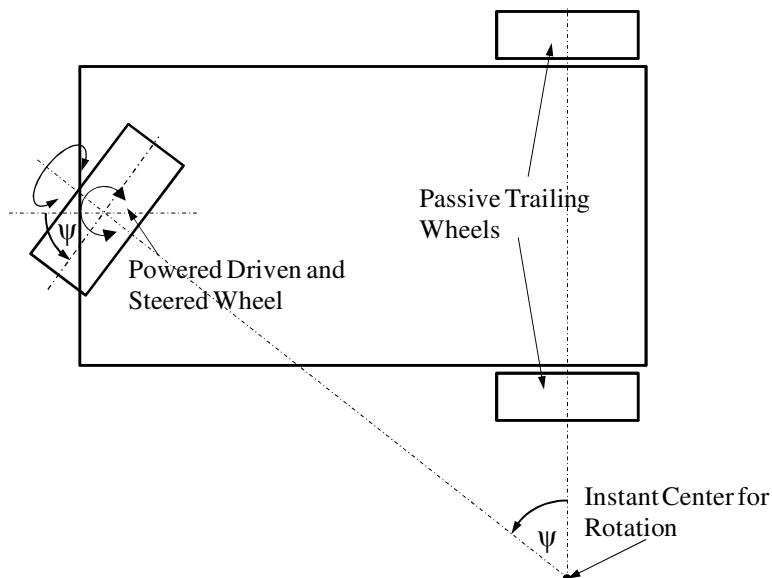 Passive Trailing
Wheels
ψ
Powered Driven and
Steered Wheel
Instant Center for
Rotation
ψ